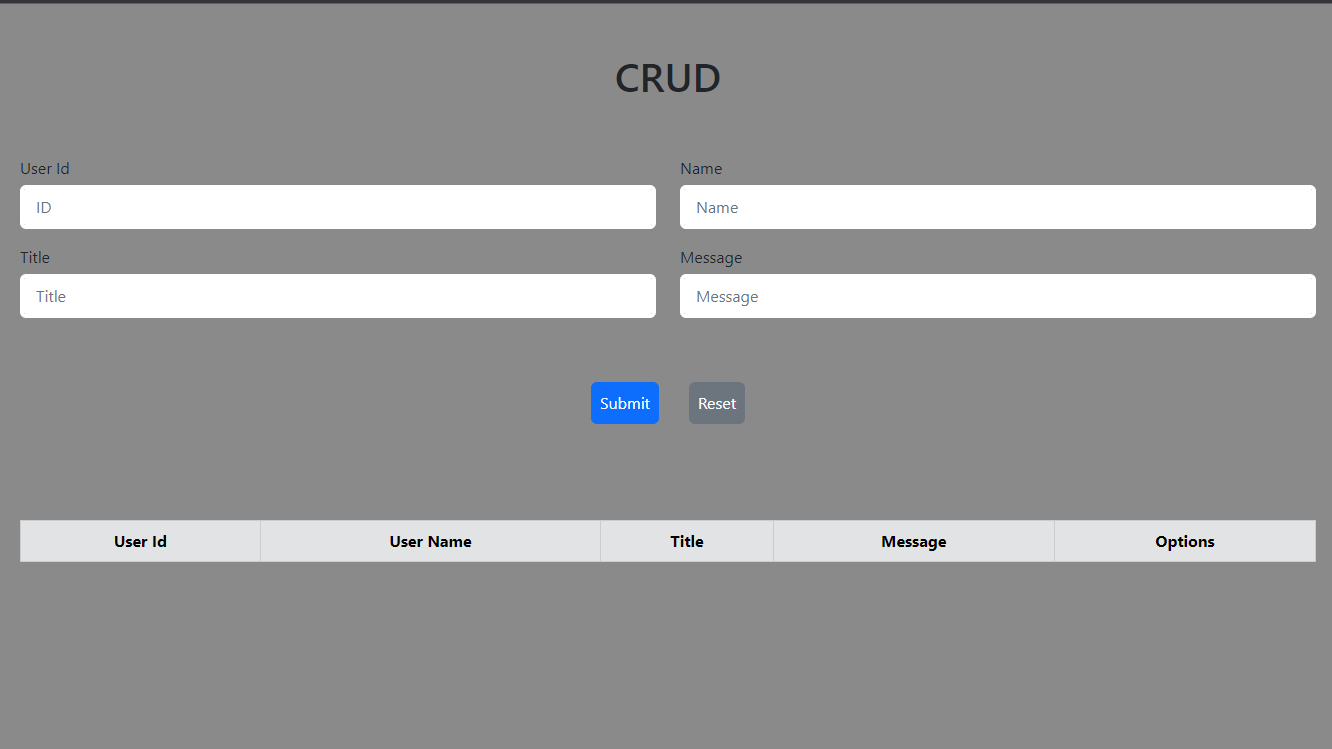 CRUD
User Id
Name
ID
Name
Title
Message
Title
Message
Submit
Reset
User Id
User Name
Title
Message
Options